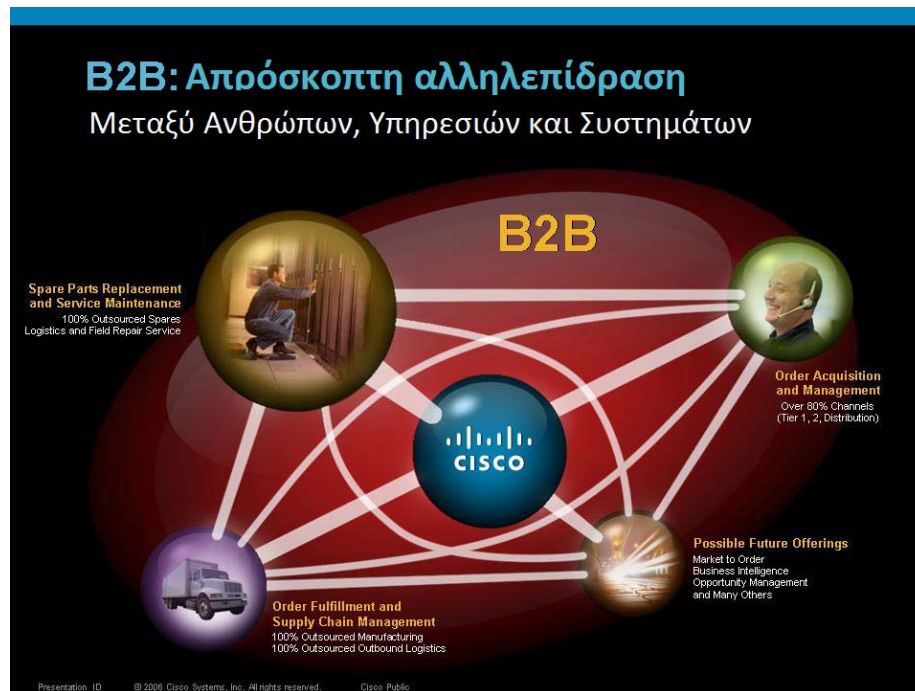 B2B: Απρόσκοπτη αλληλεπίδραση
Μεταξύ Ανθρώπων, Υπηρεσιών και Συστημάτων
B2B
Spare Parts Replacement
and Service Maintenance
100% Outsourced Spares
Logistics and Field Repair Service
Order Acquisition
and Management
Over 80% Channels
(Tier 1, 2, Distribution)
CISCO
Possible Future Offerings
Market to Order
Business Intelligence
Opportunity Management
and Many Others
Order Fulfillment and
Supply Chain Management
100% Outsourced Manufacturing
100% Outsourced Outbound Logistics
Presentation_ID © 2006 Cisco Systems, Inc. All rights reserved. Cisco Public